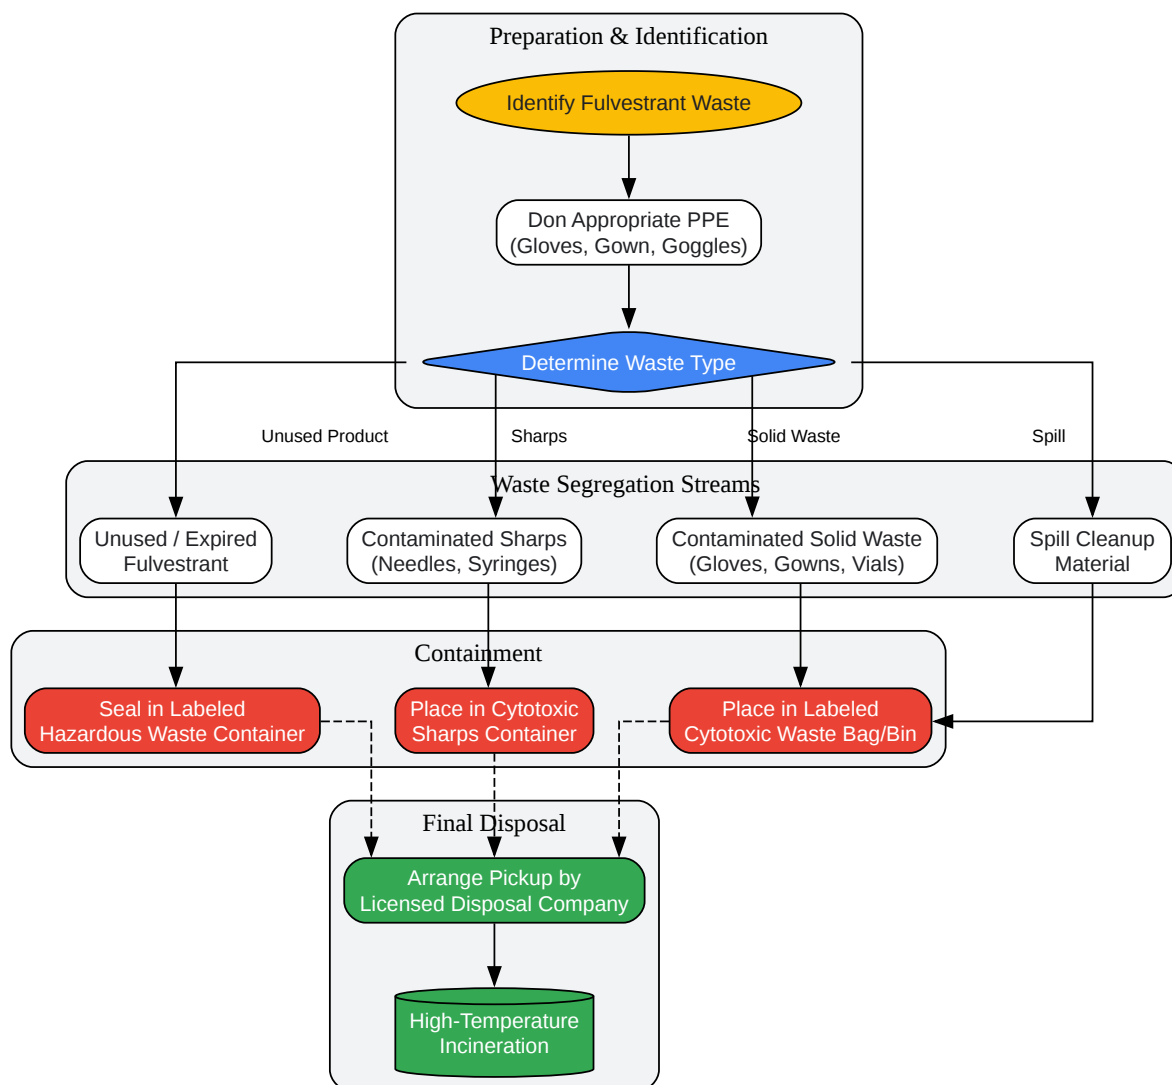 Preparation & Identification
Identify Fulvestrant Waste
Don Appropriate PPE
(Gloves, Gown, Goggles)
Determine Waste Type
Unused Product
Sharps
Solid Waste
Spill
Waste Segregation Streams
Unused / Expired
Fulvestrant
Contaminated Sharps
(Needles, Syringes)
Contaminated Solid Waste
(Gloves, Gowns, Vials)
Spill Cleanup
Material
Containment
Seal in Labeled
Hazardous Waste Container
Place in Cytotoxic
Sharps Container
Place in Labeled
Cytotoxic Waste Bag/Bin
Final Disposal
Arrange Pickup by
Licensed Disposal Company
High-Temperature
Incineration